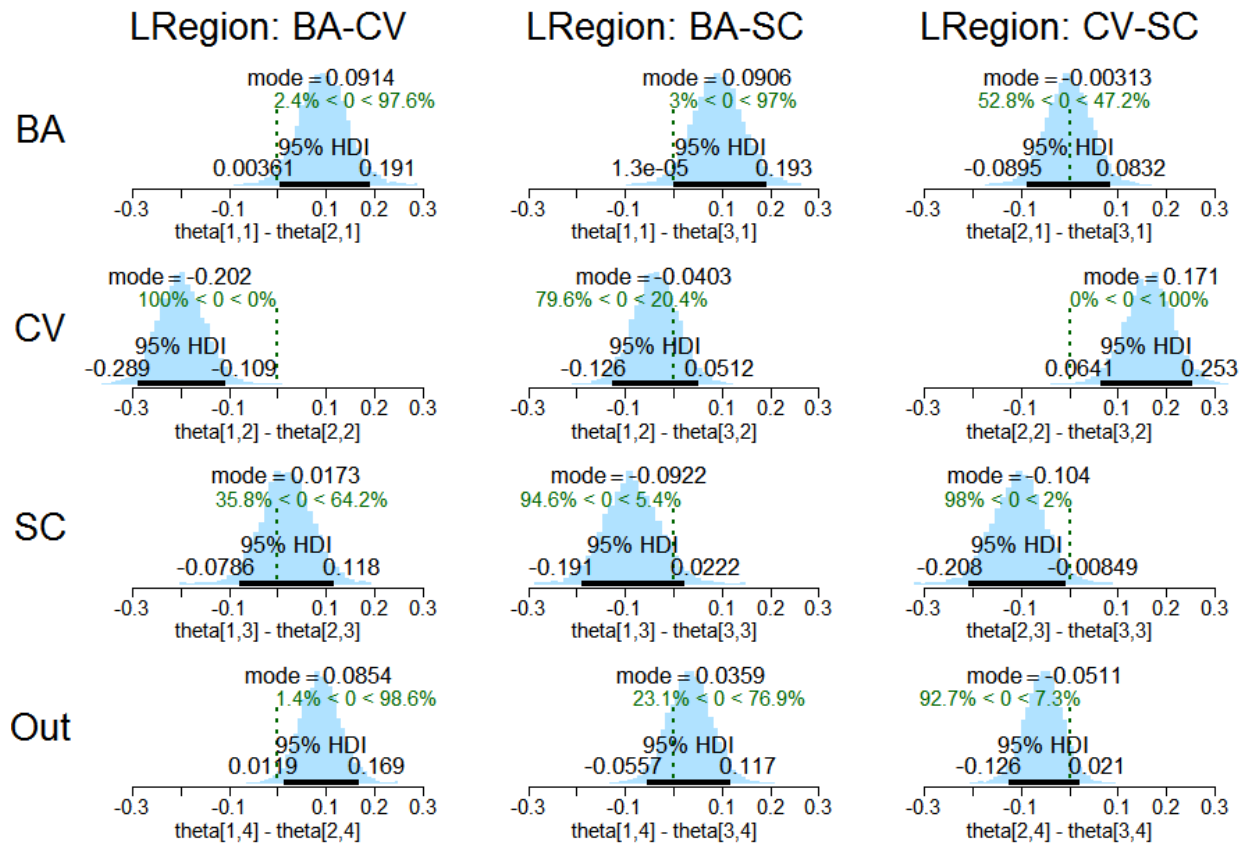 LRegion: BA-CV LRegion: BA-SC LRegion: CV-SC
BA
mode = 0.0914
2.4% < 0 < 97.6%
95% HDI
0.00361 0.191
-0.3 -0.1 0.1 0.2 0.3
theta[1,1] - theta[2,1]
mode = 0.0906
3% < 0 < 97%
95% HDI
1.3e-05 0.193
-0.3 -0.1 0.1 0.2 0.3
theta[1,1] - theta[3,1]
mode = -0.00313
52.8% < 0 < 47.2%
95% HDI
-0.0895 0.0832
-0.3 -0.1 0.1 0.2 0.3
theta[2,1] - theta[3,1]
CV
mode = -0.202
100% < 0 < 0%
95% HDI
-0.289 -0.109
-0.3 -0.1 0.1 0.2 0.3
theta[1,2] - theta[2,2]
mode = -0.0403
79.6% < 0 < 20.4%
95% HDI
-0.126 0.0512
-0.3 -0.1 0.1 0.2 0.3
theta[1,2] - theta[3,2]
mode = 0.171
0% < 0 < 100%
95% HDI
0.0641 0.253
-0.3 -0.1 0.1 0.2 0.3
theta[2,2] - theta[3,2]
SC
mode = 0.0173
35.8% < 0 < 64.2%
95% HDI
-0.0786 0.118
-0.3 -0.1 0.1 0.2 0.3
theta[1,3] - theta[2,3]
mode = -0.0922
94.6% < 0 < 5.4%
95% HDI
-0.191 0.0222
-0.3 -0.1 0.1 0.2 0.3
theta[1,3] - theta[3,3]
mode = -0.104
98% < 0 < 2%
95% HDI
-0.208 -0.00849
-0.3 -0.1 0.1 0.2 0.3
theta[2,3] - theta[3,3]
Out
mode = 0.0854
1.4% < 0 < 98.6%
95% HDI
0.0119 0.169
-0.3 -0.1 0.1 0.2 0.3
theta[1,4] - theta[2,4]
mode = 0.0359
23.1% < 0 < 76.9%
95% HDI
-0.0557 0.117
-0.3 -0.1 0.1 0.2 0.3
theta[1,4] - theta[3,4]
mode = -0.0511
92.7% < 0 < 7.3%
95% HDI
-0.126 0.021
-0.3 -0.1 0.1 0.2 0.3
theta[2,4] - theta[3,4]